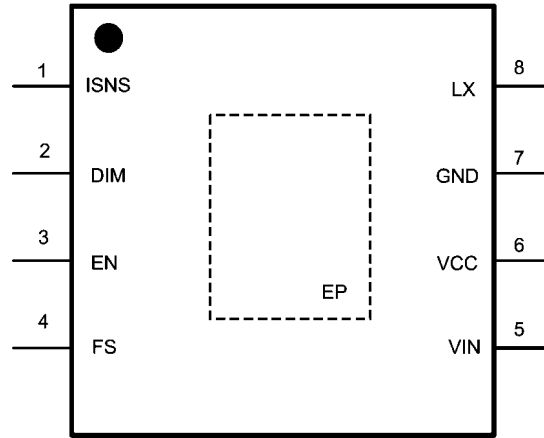 1 ISNS LX 8
2 DIM GND 7
3 EN VCC 6
EP
4 FS VIN 5